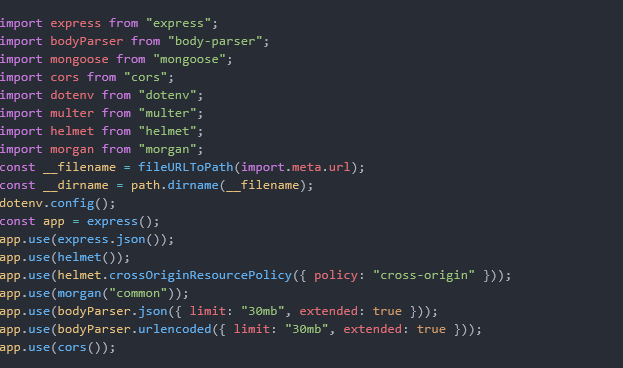 import express from "express";
import bodyParser from "body-parser";
import mongoose from "mongoose";
import cors from "cors";
import dotenv from "dotenv";
import multer from "multer";
import helmet from "helmet";
import morgan from "morgan";
const __filename = fileURLToPath(import.meta.url);
const __dirname = path.dirname(__filename);
dotenv.config();
const app = express();
app.use(express.json());
app.use(helmet());
app.use(helmet.crossOriginResourcePolicy({ policy: "cross-origin" }));
app.use(morgan("common"));
app.use(bodyParser.json({ limit: "30mb", extended: true }));
app.use(bodyParser.urlencoded({ limit: "30mb", extended: true }));
app.use(cors());